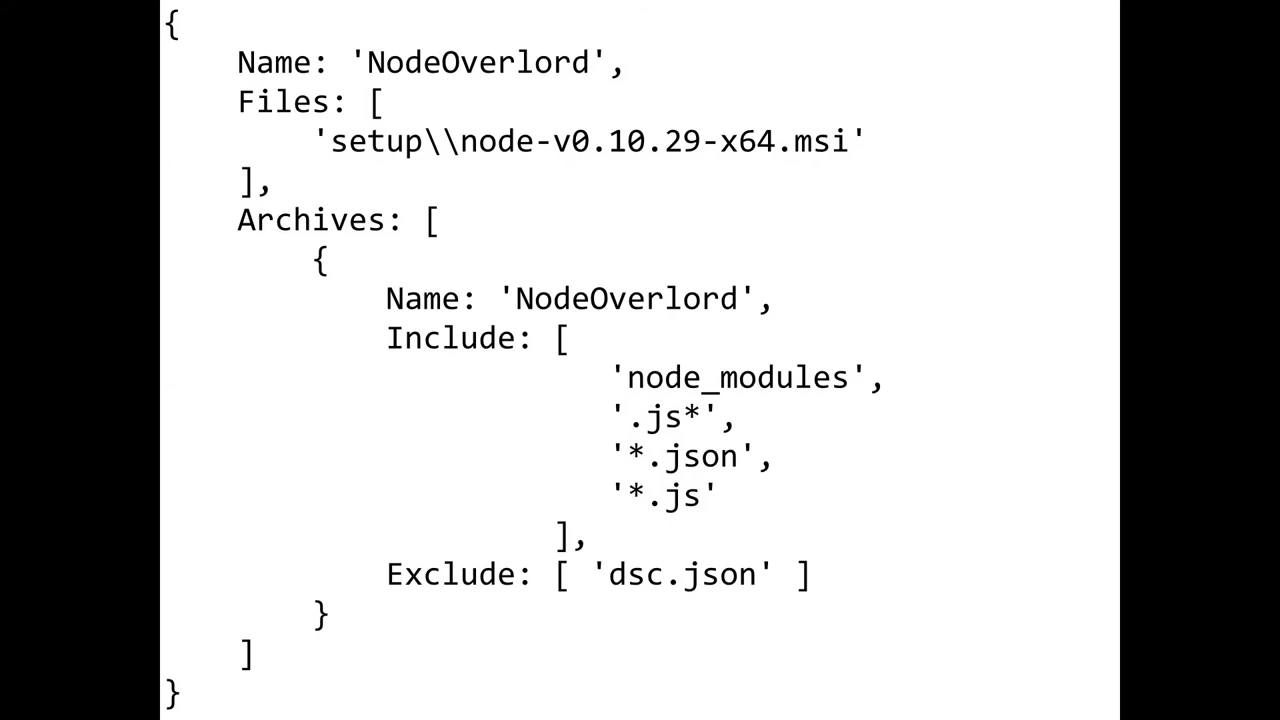 {
    Name: 'NodeOverlord',
    Files: [
        'setup\\node-v0.10.29-x64.msi'
    ],
    Archives: [
        {
            Name: 'NodeOverlord',
            Include: [
                        'node_modules',
                        '.js*',
                        '*.json',
                        '*.js'
                     ],
            Exclude: [ 'dsc.json' ]
        }
    ]
}